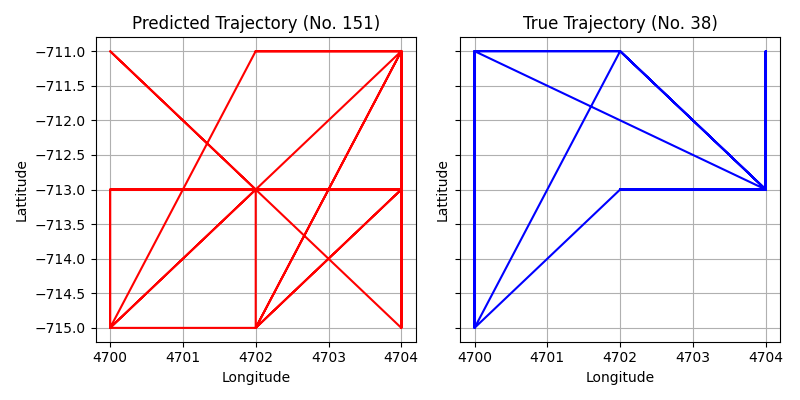 Predicted Trajectory (No. 151)
True Trajectory (No. 38)
Lattitude
−711.0
−711.5
−712.0
−712.5
−713.0
−713.5
−714.0
−714.5
−715.0
4700 4701 4702 4703 4704
Longitude
Lattitude
4700 4701 4702 4703 4704
Longitude